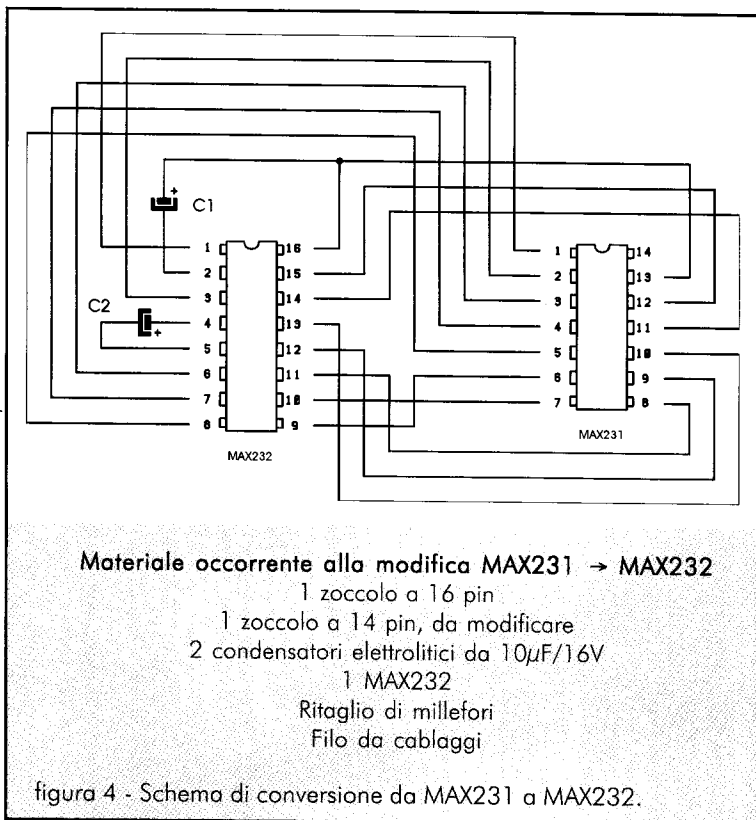 C1
+
C2
+
1 16
2 15
3 14
4 13
5 12
6 11
7 10
8 9
MAX232
1 14
2 13
3 12
4 11
5 10
6 9
7 8
MAX231
Materiale occorrente alla modifica MAX231 → MAX232
1 zoccolo a 16 pin
1 zoccolo a 14 pin, da modificare
2 condensatori elettrolitici da 10µF/16V
1 MAX232
Ritaglio di millefori
Filo da cablaggi
figura 4 - Schema di conversione da MAX231 a MAX232.